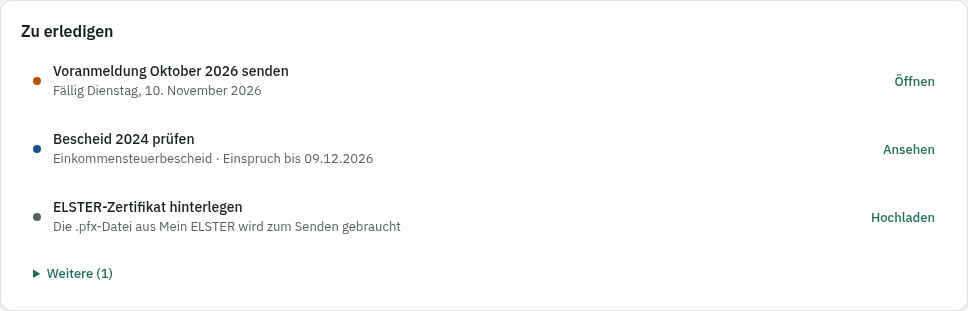 Zu erledigen
Voranmeldung Oktober 2026 senden
Fällig Dienstag, 10. November 2026
Öffnen
Bescheid 2024 prüfen
Einkommensteuerbescheid · Einspruch bis 09.12.2026
Ansehen
ELSTER-Zertifikat hinterlegen
Die .pfx-Datei aus Mein ELSTER wird zum Senden gebraucht
Hochladen
Weitere (1)